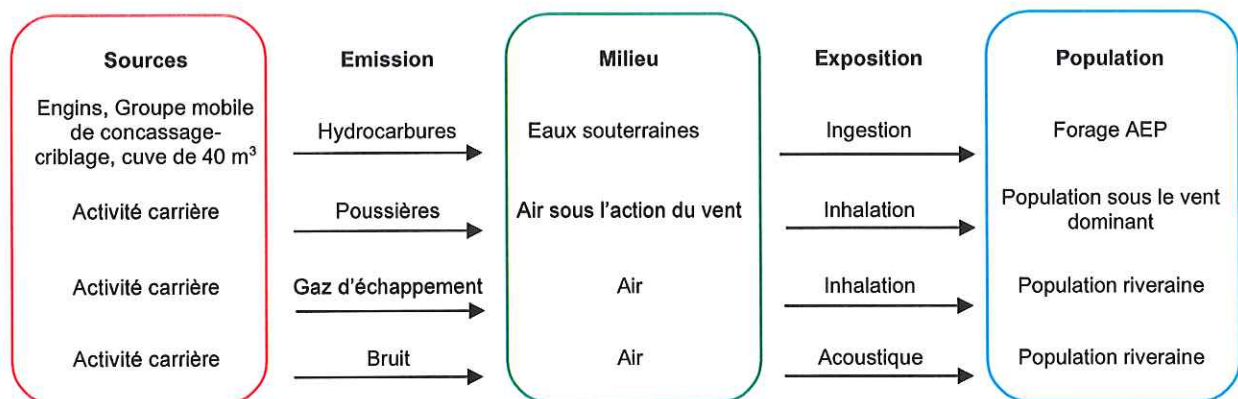 Sources Emission Milieu Exposition Population
Engins, Groupe mobile
de concassage-
criblage, cuve de 40 m³
Hydrocarbures
Eaux souterraines
Ingestion
Forage AEP
Activité carrière
Poussières
Air sous l'action du vent
Inhalation
Population sous le vent
dominant
Activité carrière
Gaz d'échappement
Air
Inhalation
Population riveraine
Activité carrière
Bruit
Air
Acoustique
Population riveraine